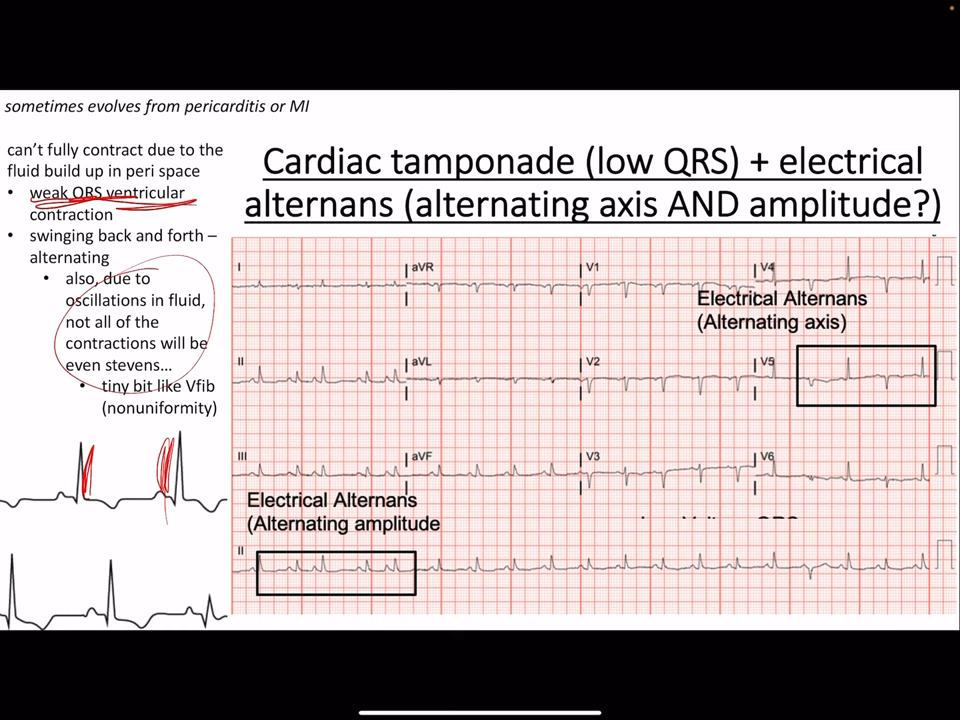 sometimes evolves from pericarditis or MI
can't fully contract due to the
fluid build up in peri space
• weak QRS ventricular
contraction
• swinging back and forth –
alternating
• also, due to
oscillations in fluid,
not all of the
contractions will be
even stevens...
• tiny bit like Vfib
(nonuniformity)
Cardiac tamponade (low QRS) + electrical
alternans (alternating axis AND amplitude?)
I aVR V1 V4
Electrical Alternans
(Alternating axis)
II aVL V2 V5
III aVF V3 V6
Electrical Alternans
(Alternating amplitude
II